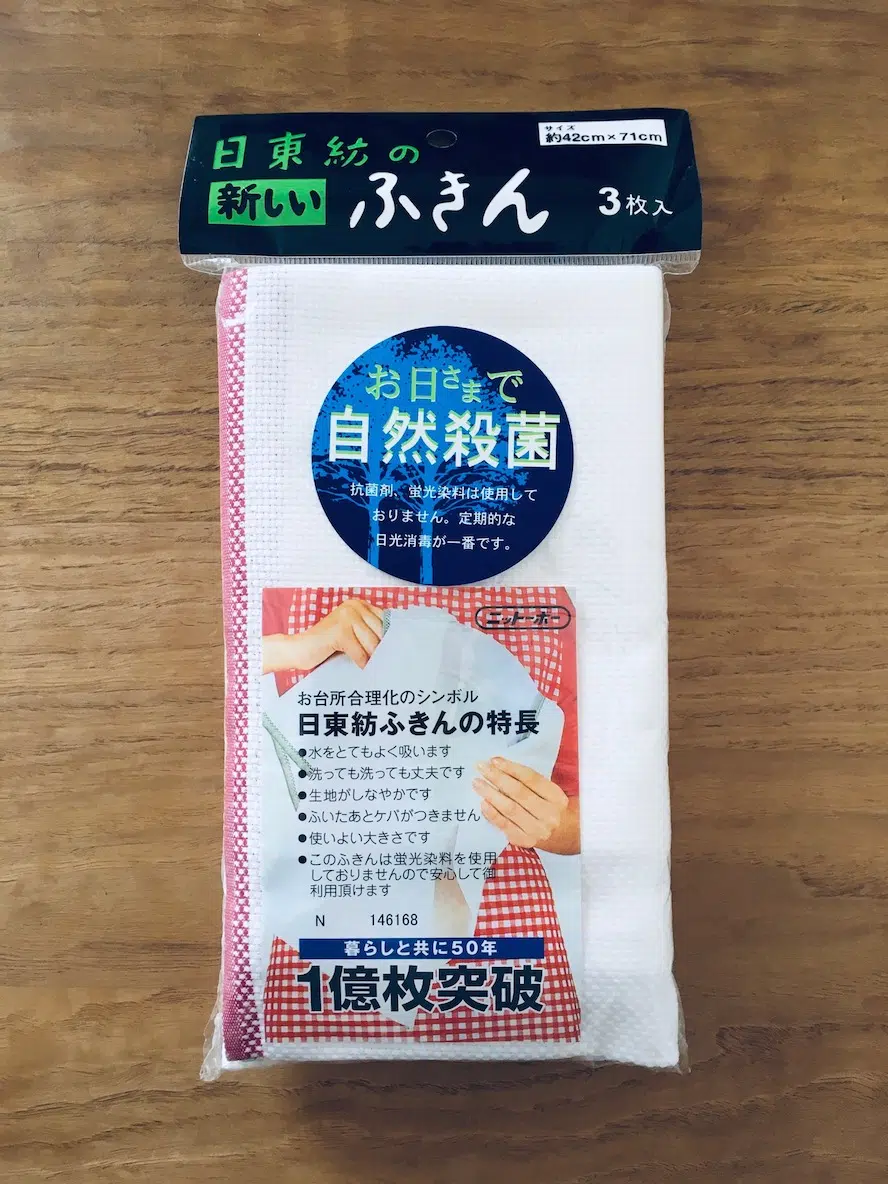 日東紡の
新しい ふきん
サイズ
約42cm×71cm
3枚入
お日さまで
自然殺菌
抗菌剤、蛍光染料は使用して
おりません。定期的な
日光消毒が一番です。
ニットーボー
お台所合理化のシンボル
日東紡ふきんの特長
●水をとてもよく吸います
●洗っても洗っても丈夫です
●生地がしなやかです
●ふいたあとケバがつきません
●使いよい大きさです
●このふきんは蛍光染料を使用
しておりませんので安心して御
利用頂けます
N 146168
暮らしと共に50年
1億枚突破